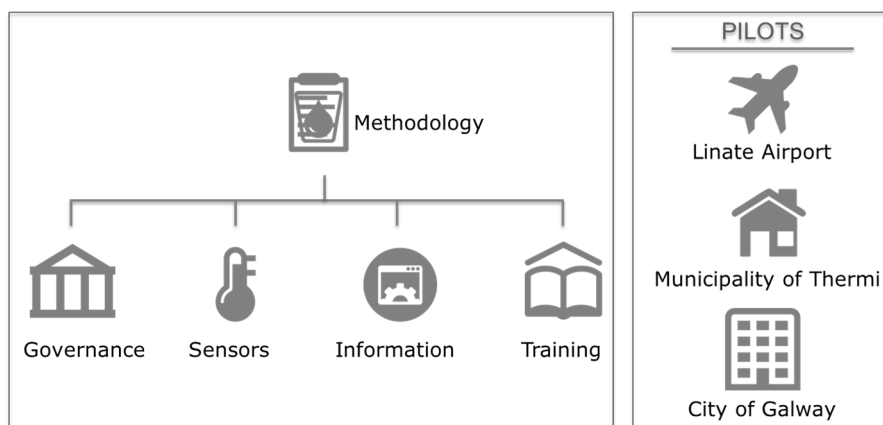 Methodology
Governance
Sensors
Information
Training
PILOTS
Linate Airport
Municipality of Thermi
City of Galway